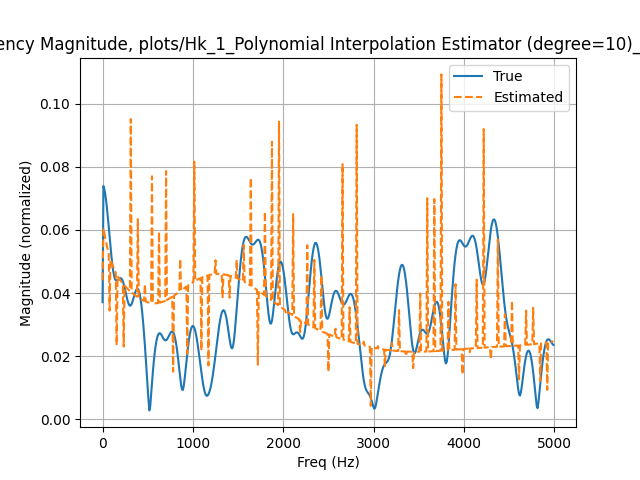 ency Magnitude, plots/Hk_1_Polynomial Interpolation Estimator (degree=10)_
True
Estimated
Magnitude (normalized)
0.10
0.08
0.06
0.04
0.02
0.00
0 1000 2000 3000 4000 5000
Freq (Hz)